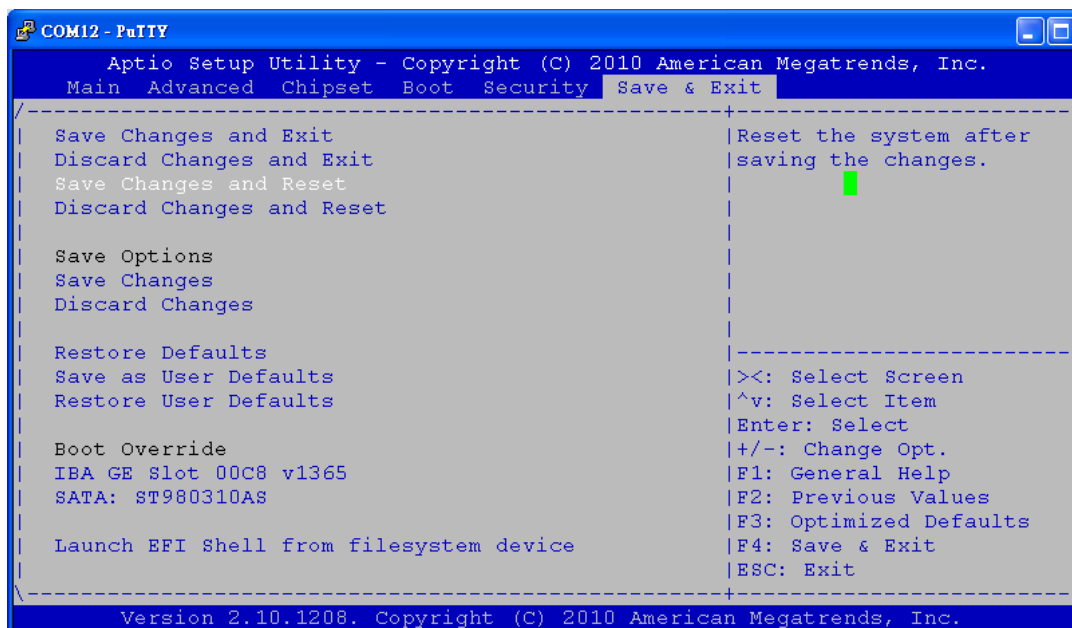 COM12 - PuTTY
Aptio Setup Utility - Copyright (C) 2010 American Megatrends, Inc.
Main Advanced Chipset Boot Security Save & Exit
Save Changes and Exit
Discard Changes and Exit
Save Changes and Reset
Discard Changes and Reset
Save Options
Save Changes
Discard Changes
Restore Defaults
Save as User Defaults
Restore User Defaults
Boot Override
IBA GE Slot 00C8 v1365
SATA: ST980310AS
Launch EFI Shell from filesystem device
Reset the system after
saving the changes.
><: Select Screen
^v: Select Item
Enter: Select
+/-: Change Opt.
F1: General Help
F2: Previous Values
F3: Optimized Defaults
F4: Save & Exit
ESC: Exit
Version 2.10.1208. Copyright (C) 2010 American Megatrends, Inc.